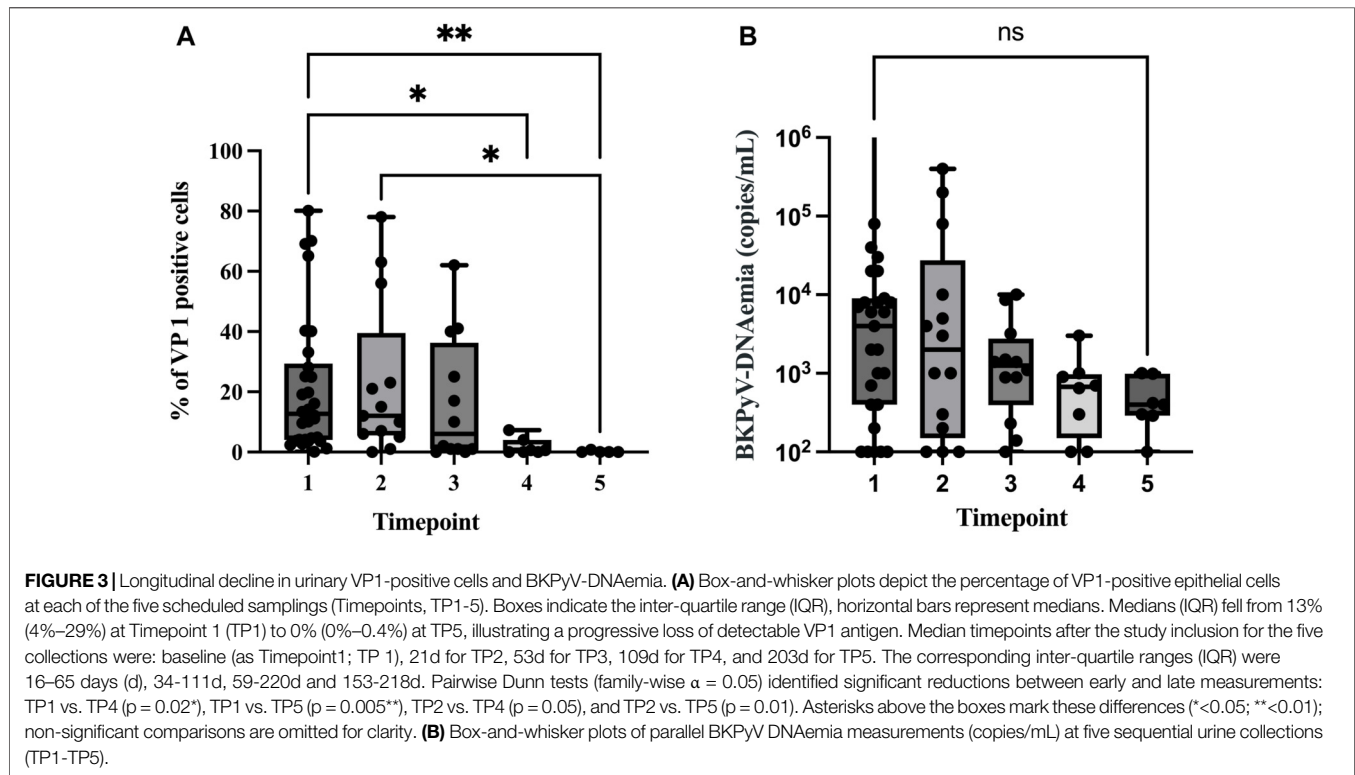 A
**
*
*
100
80
60
40
20
0
% of VP 1 positive cells
1 2 3 4 5
Timepoint
B
ns
10⁶
10⁵
10⁴
10³
10²
BKPyV-DNAemia (copies/mL)
1 2 3 4 5
Timepoint
FIGURE 3 | Longitudinal decline in urinary VP1-positive cells and BKPyV-DNAemia. (A) Box-and-whisker plots depict the percentage of VP1-positive epithelial cells
at each of the five scheduled samplings (Timepoints, TP1-5). Boxes indicate the inter-quartile range (IQR), horizontal bars represent medians. Medians (IQR) fell from 13%
(4%–29%) at Timepoint 1 (TP1) to 0% (0%–0.4%) at TP5, illustrating a progressive loss of detectable VP1 antigen. Median timepoints after the study inclusion for the five
collections were: baseline (as Timepoint1; TP 1), 21d for TP2, 53d for TP3, 109d for TP4, and 203d for TP5. The corresponding inter-quartile ranges (IQR) were
16–65 days (d), 34-111d, 59-220d and 153-218d. Pairwise Dunn tests (family-wise α = 0.05) identified significant reductions between early and late measurements:
TP1 vs. TP4 (p = 0.02*), TP1 vs. TP5 (p = 0.005**), TP2 vs. TP4 (p = 0.05), and TP2 vs. TP5 (p = 0.01). Asterisks above the boxes mark these differences (*<0.05; **<0.01);
non-significant comparisons are omitted for clarity. (B) Box-and-whisker plots of parallel BKPyV DNAemia measurements (copies/mL) at five sequential urine collections
(TP1-TP5).